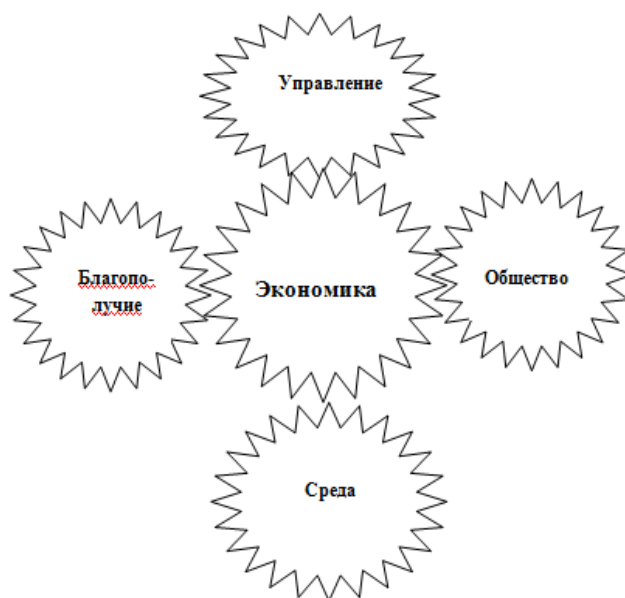 Управление
Благопо-
лучие
Экономика
Общество
Среда